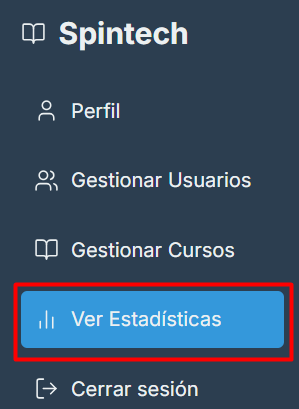 Spintech
Perfil
Gestionar Usuarios
Gestionar Cursos
Ver Estadísticas
Cerrar sesión